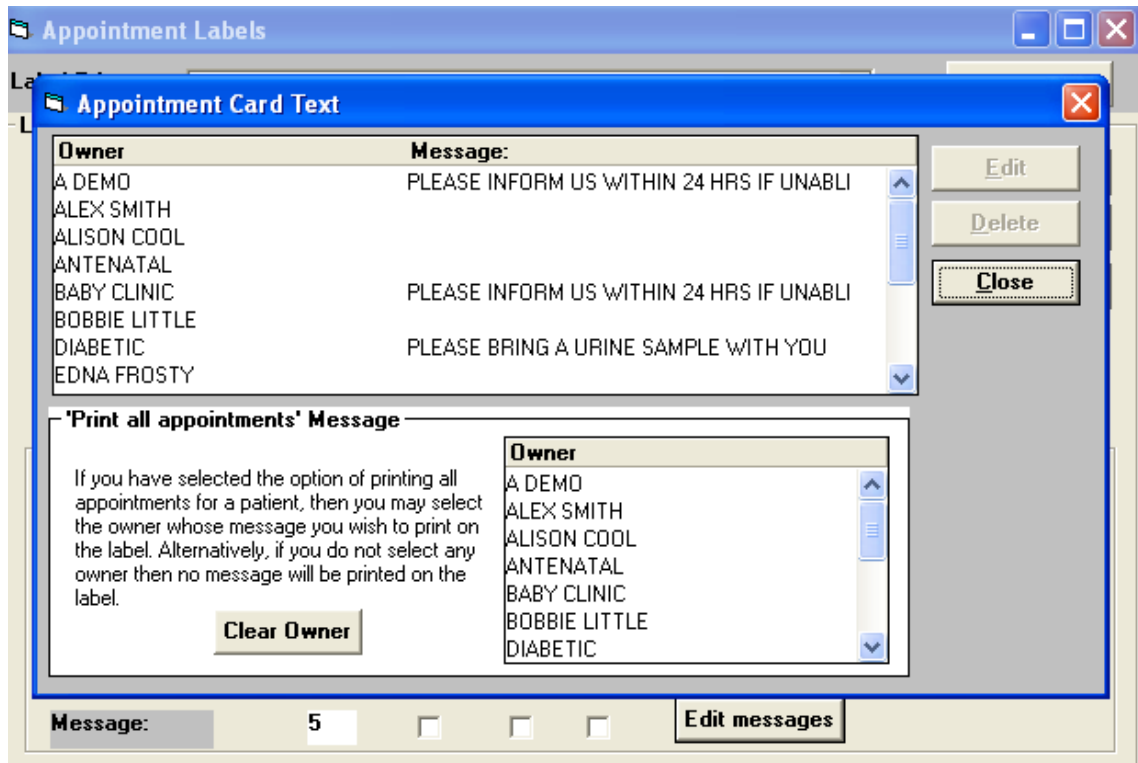 Appointment Labels
Appointment Card Text
Owner Message:
A DEMO PLEASE INFORM US WITHIN 24 HRS IF UNABLI
ALEX SMITH
ALISON COOL
ANTENATAL
BABY CLINIC PLEASE INFORM US WITHIN 24 HRS IF UNABLI
BOBBIE LITTLE
DIABETIC PLEASE BRING A URINE SAMPLE WITH YOU
EDNA FROSTY
Edit
Delete
Close
'Print all appointments' Message
If you have selected the option of printing all
appointments for a patient, then you may select
the owner whose message you wish to print on
the label. Alternatively, if you do not select any
owner then no message will be printed on the
label.
Clear Owner
Owner
A DEMO
ALEX SMITH
ALISON COOL
ANTENATAL
BABY CLINIC
BOBBIE LITTLE
DIABETIC
Message: 5 Edit messages